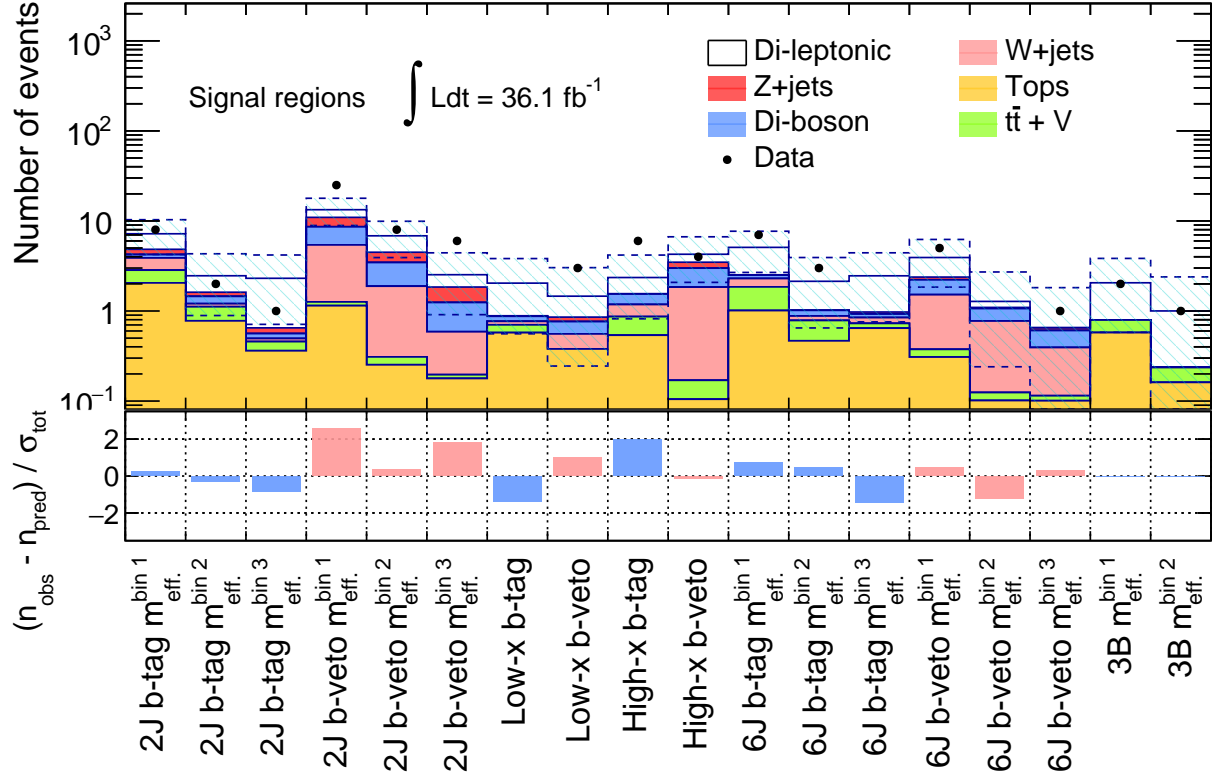 Number of events
10³
10²
10
1
10⁻¹
Signal regions ∫ Ldt = 36.1 fb⁻¹
Di-leptonic
Z+jets
Di-boson
Data
W+jets
Tops
tt̄ + V
(n_obs - n_pred) / σ_tot
2
0
−2
2J b-tag m_eff.^bin 1
2J b-tag m_eff.^bin 2
2J b-tag m_eff.^bin 3
2J b-veto m_eff.^bin 1
2J b-veto m_eff.^bin 2
2J b-veto m_eff.^bin 3
Low-x b-tag
Low-x b-veto
High-x b-tag
High-x b-veto
6J b-tag m_eff.^bin 1
6J b-tag m_eff.^bin 2
6J b-tag m_eff.^bin 3
6J b-veto m_eff.^bin 1
6J b-veto m_eff.^bin 2
6J b-veto m_eff.^bin 3
3B m_eff.^bin 1
3B m_eff.^bin 2